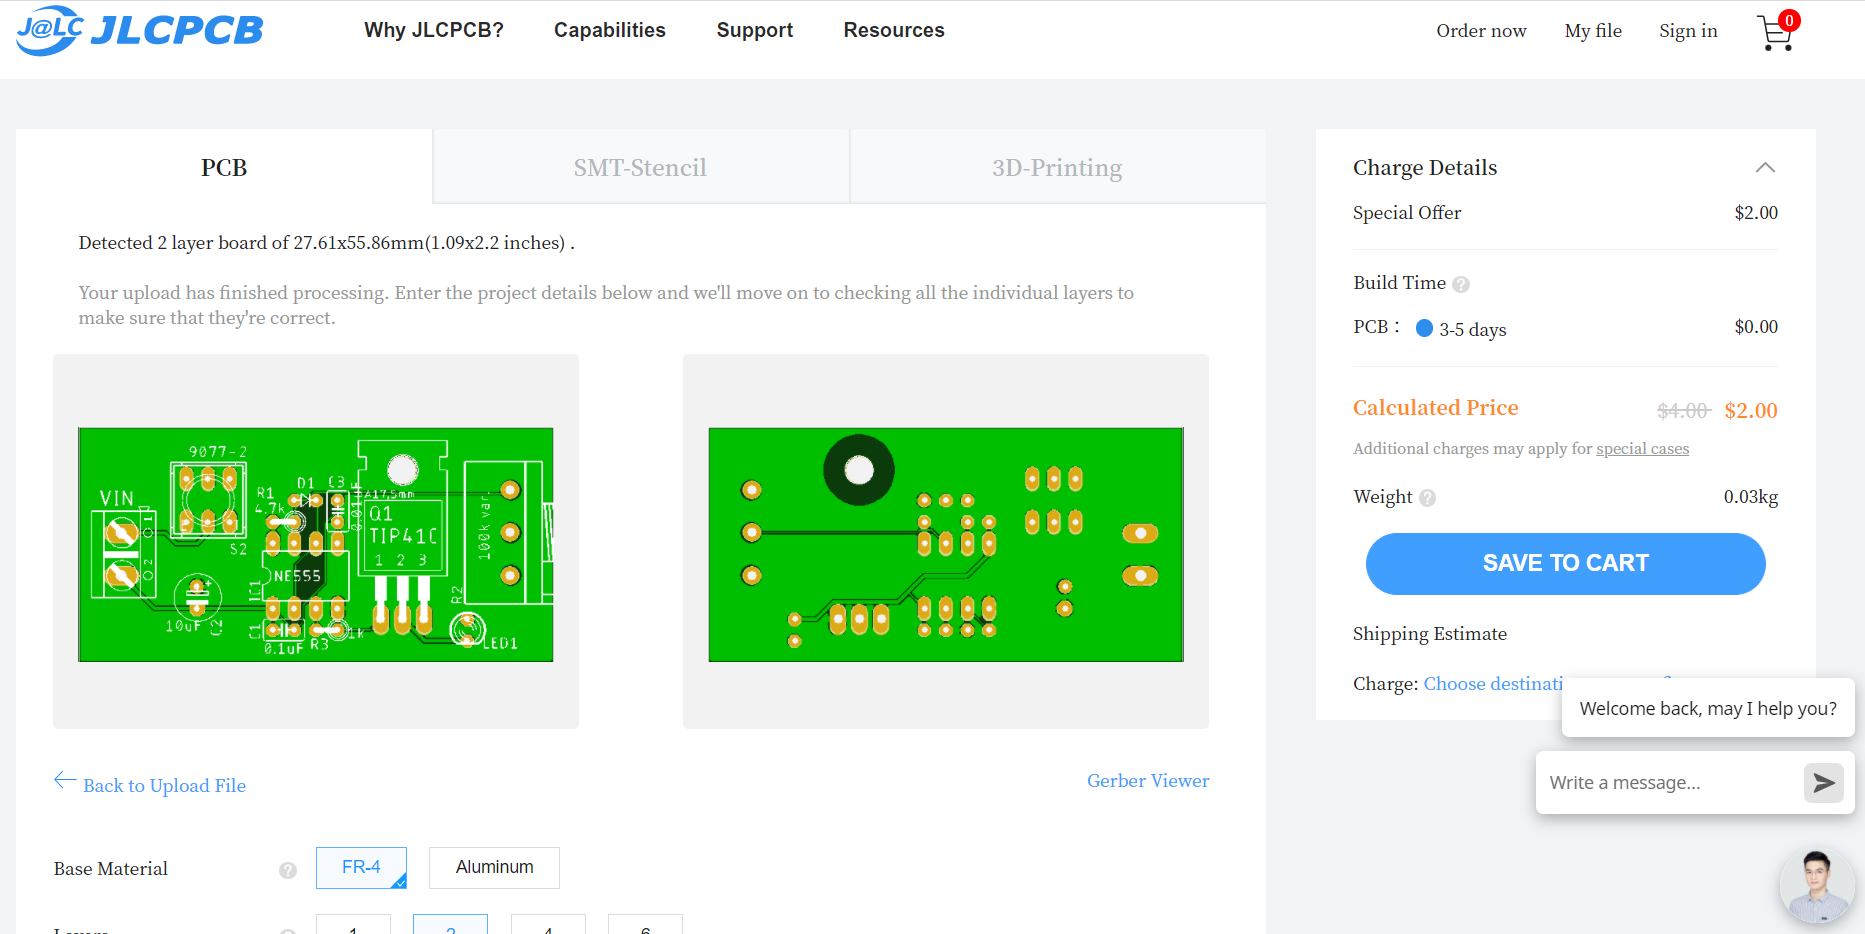 J@LC JLCPCB
Why JLCPCB?
Capabilities
Support
Resources
Order now
My file
Sign in
0
PCB
SMT-Stencil
3D-Printing
Detected 2 layer board of 27.61x55.86mm(1.09x2.2 inches) .
Your upload has finished processing. Enter the project details below and we'll move on to checking all the individual layers to
make sure that they're correct.
9077-2
VIN
R1
4.7k
D1
C3
0.01uF
A17,5mm
Q1
TIP41C
1 2 3
100k var.
1
2
S2
NE555
IC1
10uF
C2
C1
0.1uF
R3
1k
R2
LED1
Back to Upload File
Gerber Viewer
Base Material
?
FR-4
Aluminum
Layers
1
2
4
6
Charge Details
Special Offer
$2.00
Build Time ?
PCB :
3-5 days
$0.00
Calculated Price
$4.00 $2.00
Additional charges may apply for special cases
Weight ?
0.03kg
SAVE TO CART
Shipping Estimate
Charge: Choose destinati
Welcome back, may I help you?
Write a message...